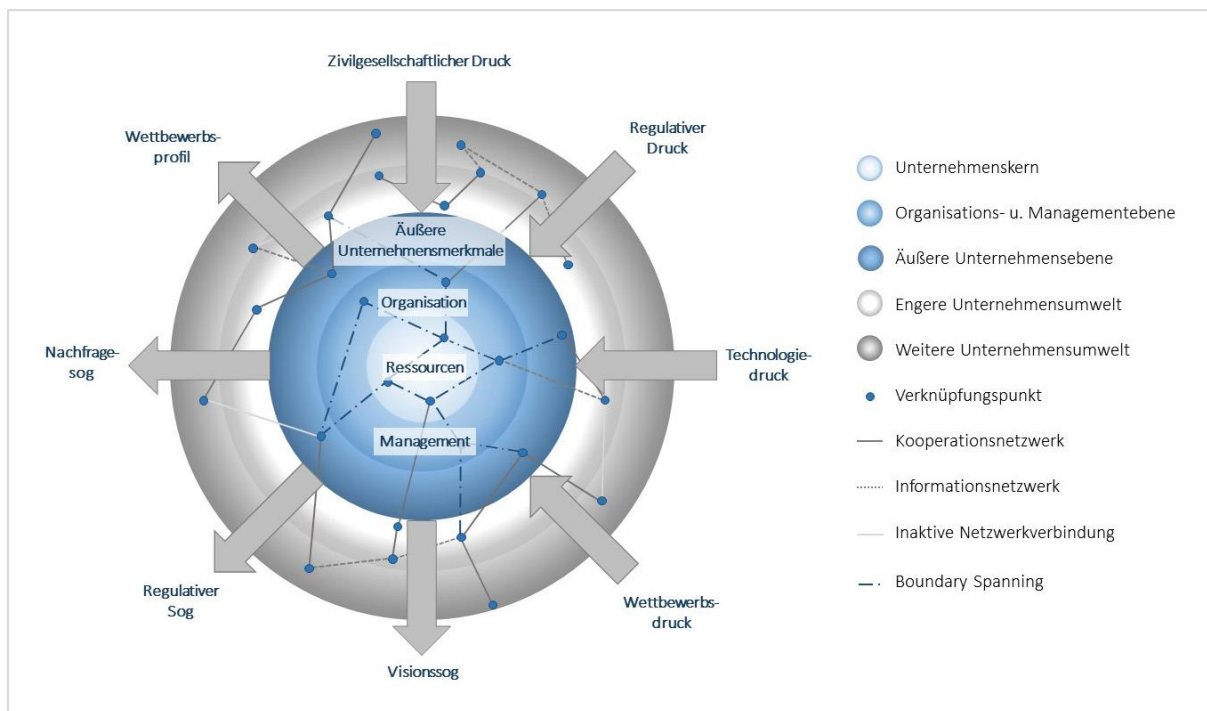 Zivilgesellschaftlicher Druck
Wettbewerbs-
profil
Regulativer
Druck
Äußere
Unternehmensmerkmale
Organisation
Ressourcen
Management
Nachfrage-
sog
Technologie-
druck
Regulativer
Sog
Wettbewerbs-
druck
Visionssog
Unternehmenskern
Organisations- u. Managementebene
Äußere Unternehmensebene
Engere Unternehmensumwelt
Weitere Unternehmensumwelt
Verknüpfungspunkt
Kooperationsnetzwerk
Informationsnetzwerk
Inaktive Netzwerkverbindung
Boundary Spanning